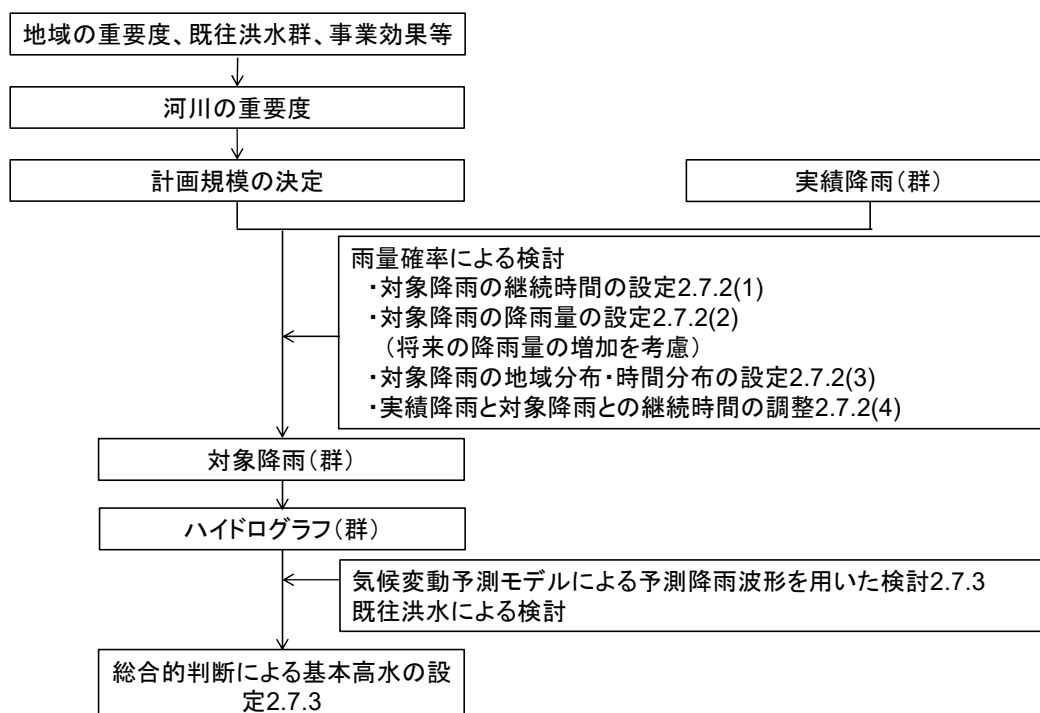 地域の重要度、既往洪水群、事業効果等
河川の重要度
計画規模の決定
実績降雨（群）
雨量確率による検討
・対象降雨の継続時間の設定2.7.2(1)
・対象降雨の降雨量の設定2.7.2(2)
（将来の降雨量の増加を考慮）
・対象降雨の地域分布・時間分布の設定2.7.2(3)
・実績降雨と対象降雨との継続時間の調整2.7.2(4)
対象降雨（群）
ハイドログラフ（群）
気候変動予測モデルによる予測降雨波形を用いた検討2.7.3
既往洪水による検討
総合的判断による基本高水の設
定2.7.3